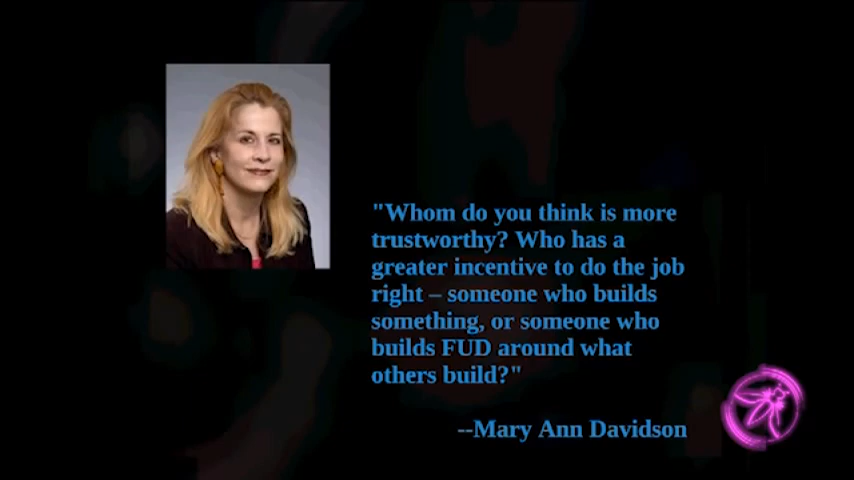 "Whom do you think is more
trustworthy? Who has a
greater incentive to do the job
right – someone who builds
something, or someone who
builds FUD around what
others build?"
--Mary Ann Davidson